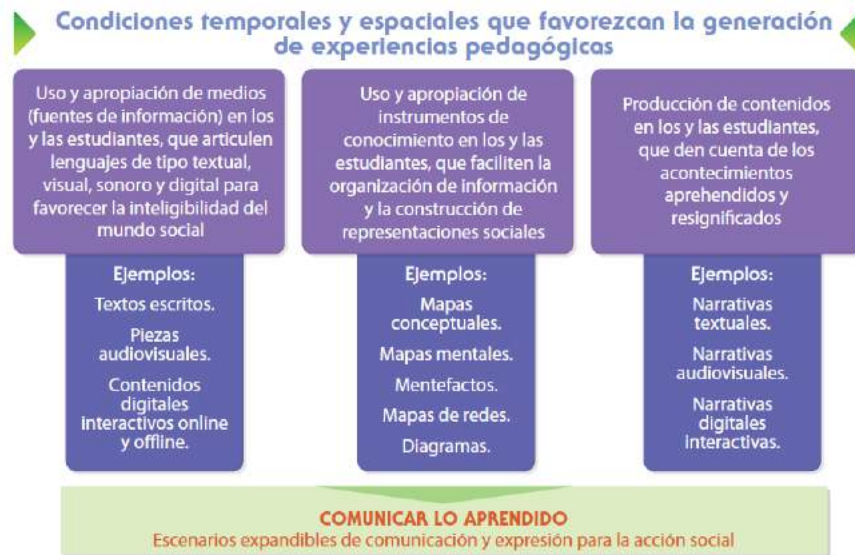 Condiciones temporales y espaciales que favorezcan la generación
de experiencias pedagógicas
Uso y apropiación de medios
(fuentes de información) en los
y las estudiantes, que articulen
lenguajes de tipo textual,
visual, sonoro y digital para
favorecer la inteligibilidad del
mundo social
Ejemplos:
Textos escritos.
Piezas
audiovisuales.
Contenidos
digitales
interactivos online
y offline.
Uso y apropiación de
instrumentos de
conocimiento en los y las
estudiantes, que faciliten la
organización de información
y la construcción de
representaciones sociales
Ejemplos:
Mapas
conceptuales.
Mapas mentales.
Mentefactos.
Mapas de redes.
Diagramas.
Producción de contenidos
en los y las estudiantes,
que den cuenta de los
acontecimientos
aprehendidos y
resignificados
Ejemplos:
Narrativas
textuales.
Narrativas
audiovisuales.
Narrativas
digitales
interactivas.
COMUNICAR LO APRENDIDO
Escenarios expandibles de comunicación y expresión para la acción social